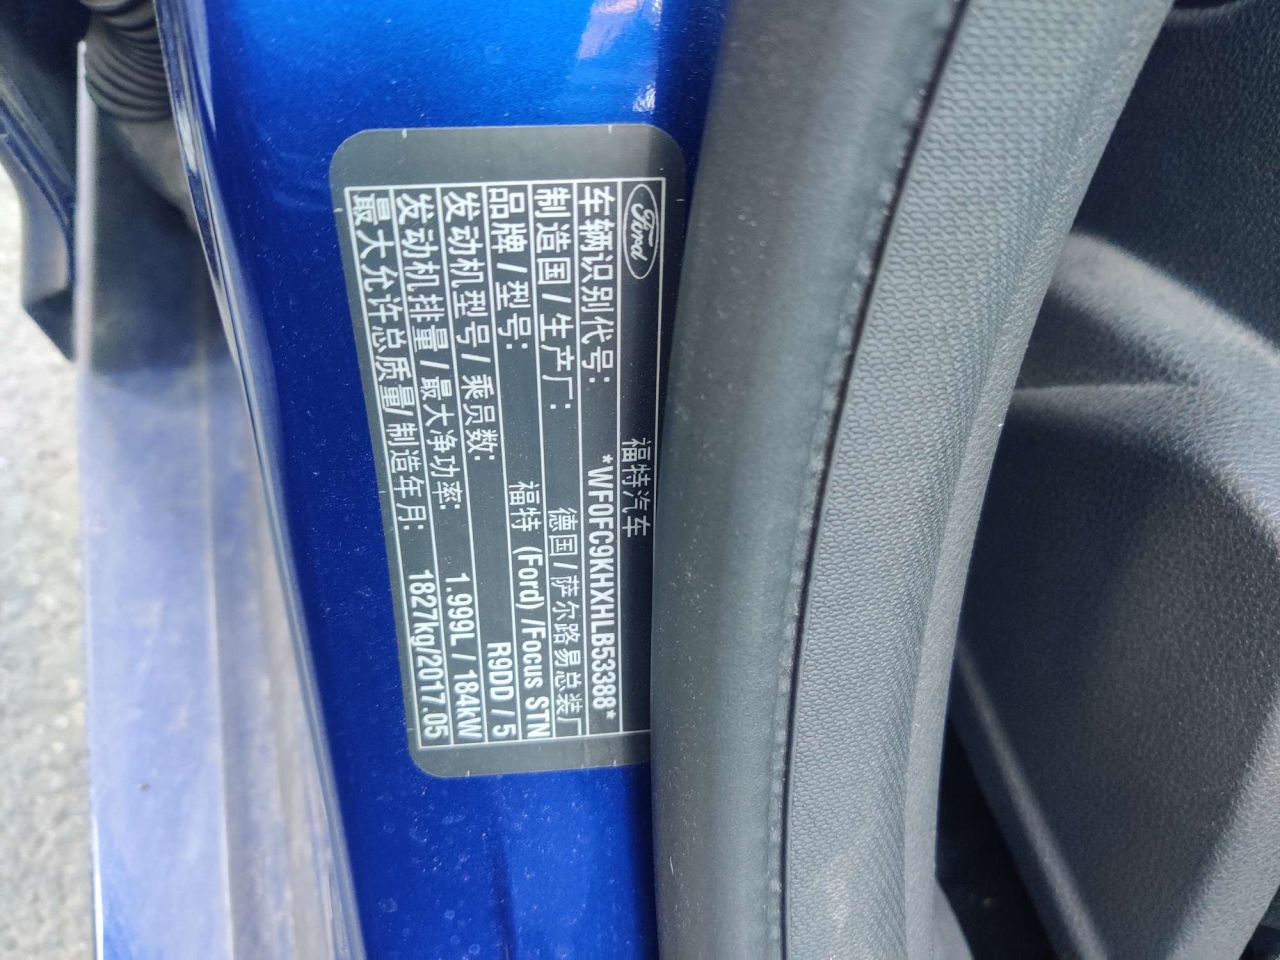 Ford
福特汽车
车辆识别代号: *WF0FC9KHXHLB53388*
制造国/生产厂: 德国/萨尔路易总装厂
品牌/型号: 福特 (Ford)/Focus STN
发动机型号/乘员数: R9DD/5
发动机排量/最大净功率: 1.999L/184kW
最大允许总质量/制造年月: 1827kg/2017.05